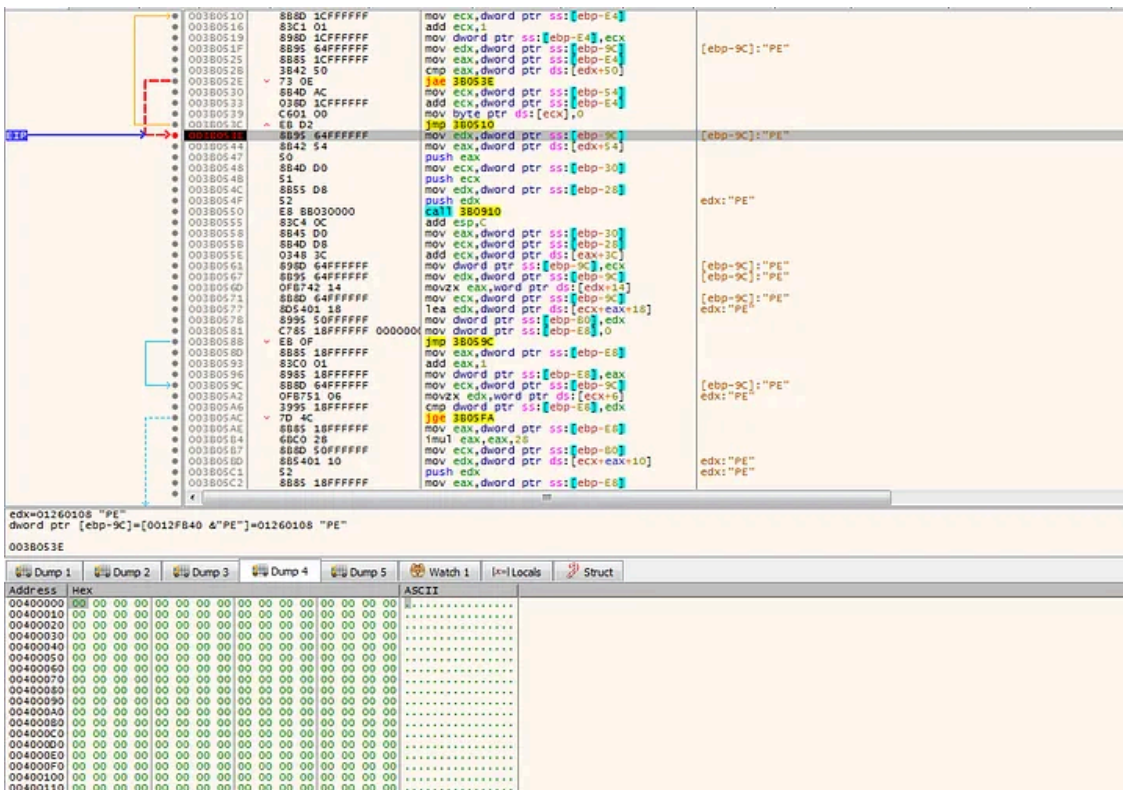 003B0510 8B8D 1CFFFFFF mov ecx,dword ptr ss:[ebp-E4]
003B0516 83C1 01 add ecx,1
003B0519 898D 1CFFFFFF mov dword ptr ss:[ebp-E4],ecx
003B051F 8B95 64FFFFFF mov edx,dword ptr ss:[ebp-9C] [ebp-9C]:"PE"
003B0525 8B85 1CFFFFFF mov eax,dword ptr ss:[ebp-E4]
003B052B 3B42 50 cmp eax,dword ptr ds:[edx+50]
003B052E 73 0E jae 3B053E
003B0530 8B4D AC mov ecx,dword ptr ss:[ebp-54]
003B0533 038D 1CFFFFFF add ecx,dword ptr ss:[ebp-E4]
003B0539 C601 00 mov byte ptr ds:[ecx],0
003B053C EB D2 jmp 3B0510
EIP 003B053E 8B95 64FFFFFF mov edx,dword ptr ss:[ebp-9C] [ebp-9C]:"PE"
003B0544 8B42 54 mov eax,dword ptr ds:[edx+54]
003B0547 50 push eax
003B0548 8B4D D0 mov ecx,dword ptr ss:[ebp-30]
003B054B 51 push ecx
003B054C 8B55 D8 mov edx,dword ptr ss:[ebp-28]
003B054F 52 push edx edx:"PE"
003B0550 E8 BB030000 call 3B0910
003B0555 83C4 0C add esp,C
003B0558 8B45 D0 mov eax,dword ptr ss:[ebp-30]
003B055B 8B4D D8 mov ecx,dword ptr ss:[ebp-28]
003B055E 0348 3C add ecx,dword ptr ds:[eax+3C]
003B0561 898D 64FFFFFF mov dword ptr ss:[ebp-9C],ecx [ebp-9C]:"PE"
003B0567 8B95 64FFFFFF mov edx,dword ptr ss:[ebp-9C] [ebp-9C]:"PE"
003B056D 0FB742 14 movzx eax,word ptr ds:[edx+14]
003B0571 8B8D 64FFFFFF mov ecx,dword ptr ss:[ebp-9C] [ebp-9C]:"PE"
003B0577 8D5401 18 lea edx,dword ptr ds:[ecx+eax+18] edx:"PE"
003B057B 8995 50FFFFFF mov dword ptr ss:[ebp-B0],edx
003B0581 C785 18FFFFFF 0000000 mov dword ptr ss:[ebp-E8],0
003B058B EB 0F jmp 3B059C
003B058D 8B85 18FFFFFF mov eax,dword ptr ss:[ebp-E8]
003B0593 83C0 01 add eax,1
003B0596 8985 18FFFFFF mov dword ptr ss:[ebp-E8],eax
003B059C 8B8D 64FFFFFF mov ecx,dword ptr ss:[ebp-9C] [ebp-9C]:"PE"
003B05A2 0FB751 06 movzx edx,word ptr ds:[ecx+6] edx:"PE"
003B05A6 3995 18FFFFFF cmp dword ptr ss:[ebp-E8],edx
003B05AC 7D 4C jge 3B05FA
003B05AE 8B85 18FFFFFF mov eax,dword ptr ss:[ebp-E8]
003B05B4 6BC0 28 imul eax,eax,28
003B05B7 8B8D 50FFFFFF mov ecx,dword ptr ss:[ebp-B0]
003B05BD 8B5401 10 mov edx,dword ptr ds:[ecx+eax+10] edx:"PE"
003B05C1 52 push edx edx:"PE"
003B05C2 8B85 18FFFFFF mov eax,dword ptr ss:[ebp-E8]
edx=01260108 "PE"
dword ptr [ebp-9C]=[0012FB40 &"PE"]=01260108 "PE"
003B053E
Dump 1 Dump 2 Dump 3 Dump 4 Dump 5 Watch 1 [x=] Locals Struct
Address Hex ASCII
00400000 00 00 00 00 00 00 00 00 00 00 00 00 00 00 00 00 ................
00400010 00 00 00 00 00 00 00 00 00 00 00 00 00 00 00 00 ................
00400020 00 00 00 00 00 00 00 00 00 00 00 00 00 00 00 00 ................
00400030 00 00 00 00 00 00 00 00 00 00 00 00 00 00 00 00 ................
00400040 00 00 00 00 00 00 00 00 00 00 00 00 00 00 00 00 ................
00400050 00 00 00 00 00 00 00 00 00 00 00 00 00 00 00 00 ................
00400060 00 00 00 00 00 00 00 00 00 00 00 00 00 00 00 00 ................
00400070 00 00 00 00 00 00 00 00 00 00 00 00 00 00 00 00 ................
00400080 00 00 00 00 00 00 00 00 00 00 00 00 00 00 00 00 ................
00400090 00 00 00 00 00 00 00 00 00 00 00 00 00 00 00 00 ................
004000A0 00 00 00 00 00 00 00 00 00 00 00 00 00 00 00 00 ................
004000B0 00 00 00 00 00 00 00 00 00 00 00 00 00 00 00 00 ................
004000C0 00 00 00 00 00 00 00 00 00 00 00 00 00 00 00 00 ................
004000D0 00 00 00 00 00 00 00 00 00 00 00 00 00 00 00 00 ................
004000E0 00 00 00 00 00 00 00 00 00 00 00 00 00 00 00 00 ................
004000F0 00 00 00 00 00 00 00 00 00 00 00 00 00 00 00 00 ................
00400100 00 00 00 00 00 00 00 00 00 00 00 00 00 00 00 00 ................
00400110 00 00 00 00 00 00 00 00 00 00 00 00 00 00 00 00 ................